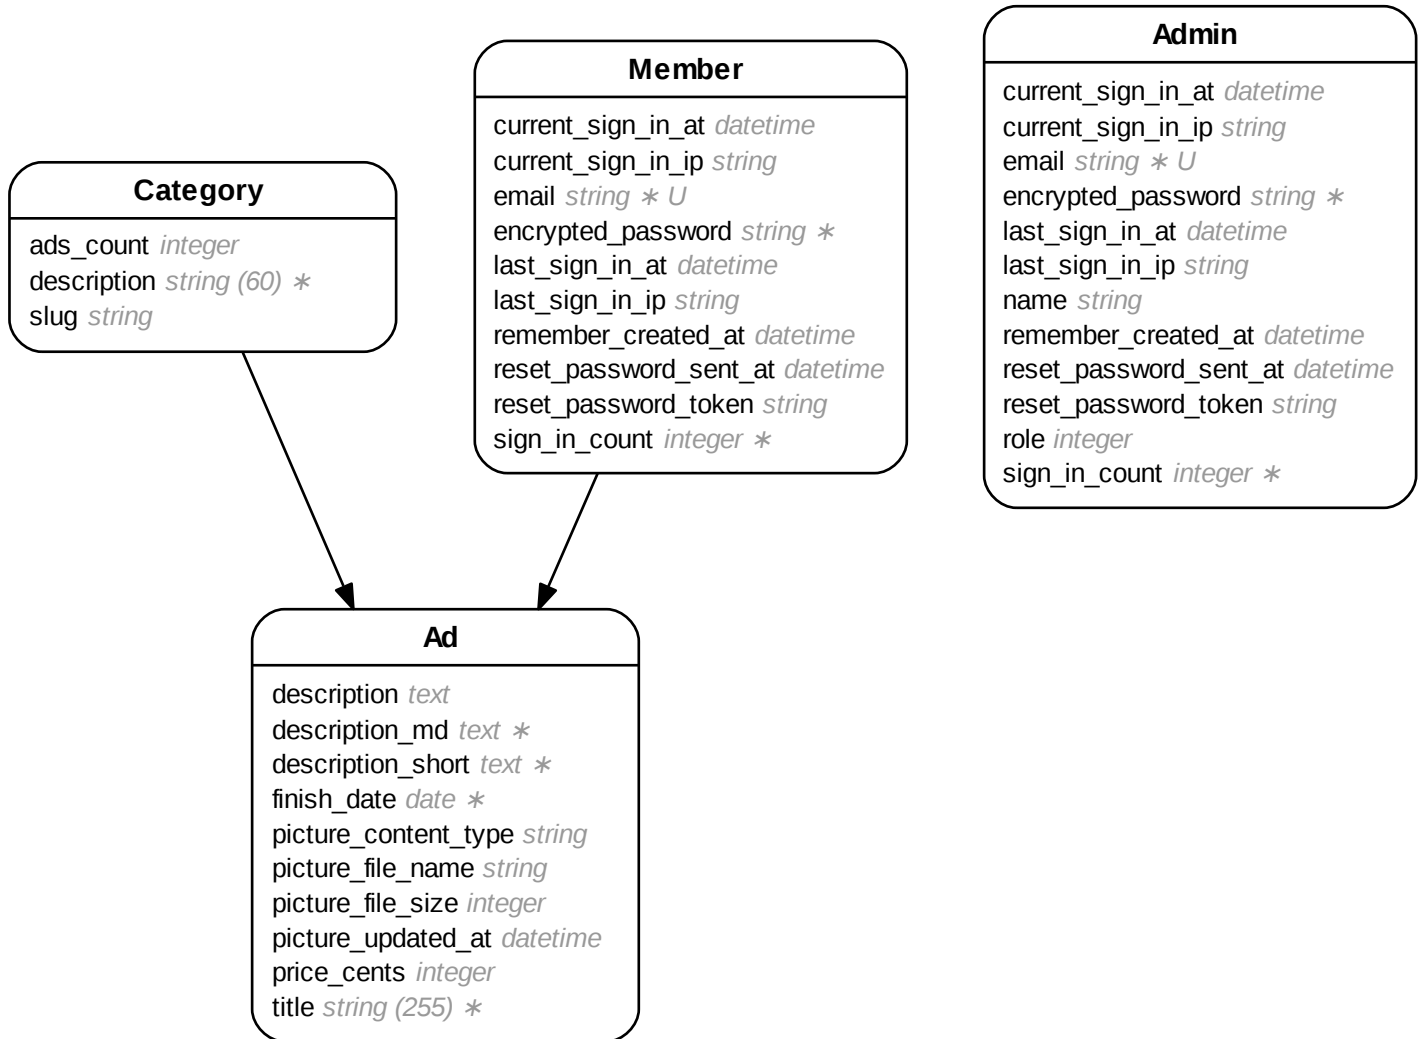 Category
ads_count integer
description string (60) ∗
slug string
Member
current_sign_in_at datetime
current_sign_in_ip string
email string ∗ U
encrypted_password string ∗
last_sign_in_at datetime
last_sign_in_ip string
remember_created_at datetime
reset_password_sent_at datetime
reset_password_token string
sign_in_count integer ∗
Admin
current_sign_in_at datetime
current_sign_in_ip string
email string ∗ U
encrypted_password string ∗
last_sign_in_at datetime
last_sign_in_ip string
name string
remember_created_at datetime
reset_password_sent_at datetime
reset_password_token string
role integer
sign_in_count integer ∗
Ad
description text
description_md text ∗
description_short text ∗
finish_date date ∗
picture_content_type string
picture_file_name string
picture_file_size integer
picture_updated_at datetime
price_cents integer
title string (255) ∗